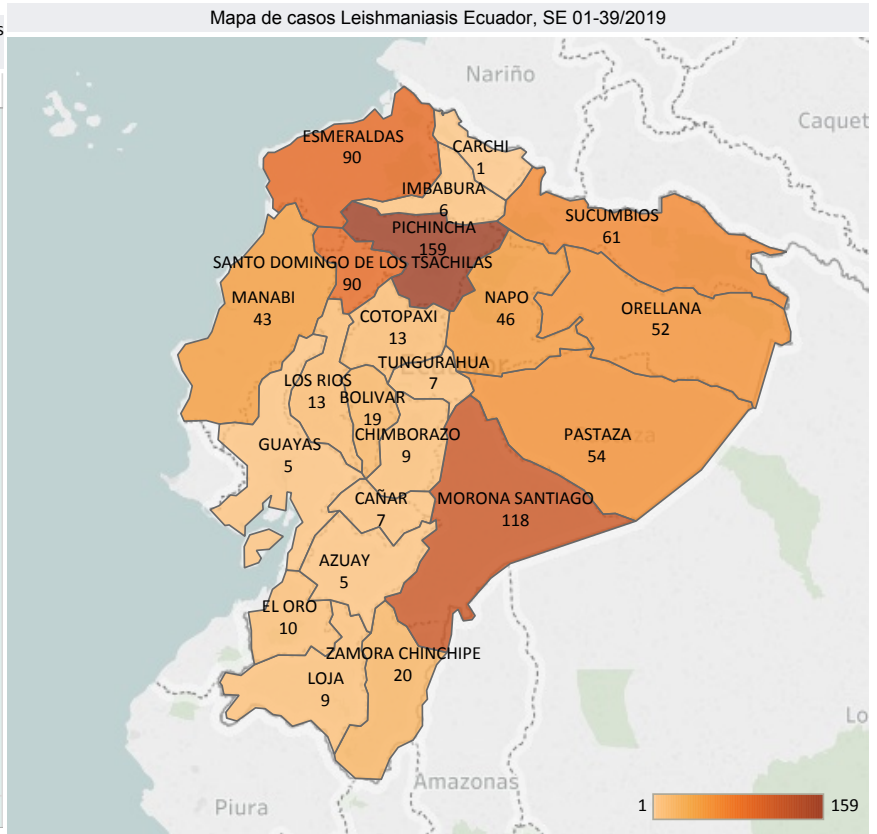 s
Mapa de casos Leishmaniasis Ecuador, SE 01-39/2019
Nariño
Caquet
ESMERALDAS
90
CARCHI
1
IMBABURA
6
SUCUMBIOS
61
PICHINCHA
159
SANTO DOMINGO DE LOS TSACHILAS
90
MANABI
43
NAPO
46
ORELLANA
52
COTOPAXI
13
TUNGURAHUA
7
LOS RIOS
13
BOLIVAR
19
CHIMBORAZO
9
PASTAZA
54
GUAYAS
5
CAÑAR
7
MORONA SANTIAGO
118
AZUAY
5
EL ORO
10
ZAMORA CHINCHIPE
20
LOJA
9
Lo
Amazonas
Piura
1
159